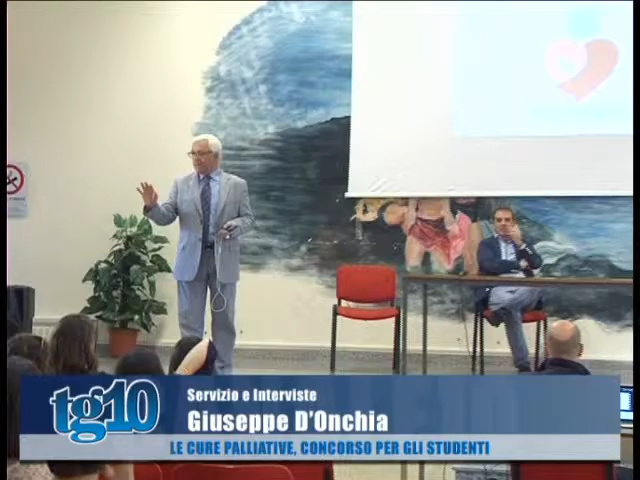 tg10
Servizio e Interviste
Giuseppe D'Onchia
LE CURE PALLIATIVE, CONCORSO PER GLI STUDENTI